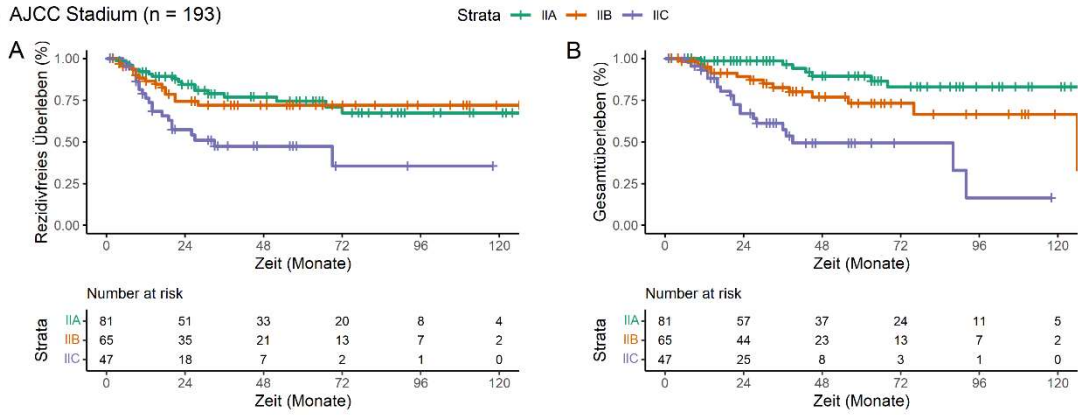 AJCC Stadium (n = 193)
Strata IIA IIB IIC
A
Rezidivfreies Überleben (%)
1.00
0.75
0.50
0.25
0.00
0 24 48 72 96 120
Zeit (Monate)
Number at risk
Strata
IIA 81 51 33 20 8 4
IIB 65 35 21 13 7 2
IIC 47 18 7 2 1 0
0 24 48 72 96 120
Zeit (Monate)
B
Gesamtüberleben (%)
1.00
0.75
0.50
0.25
0.00
0 24 48 72 96 120
Zeit (Monate)
Number at risk
Strata
IIA 81 57 37 24 11 5
IIB 65 44 23 13 7 2
IIC 47 25 8 3 1 0
0 24 48 72 96 120
Zeit (Monate)